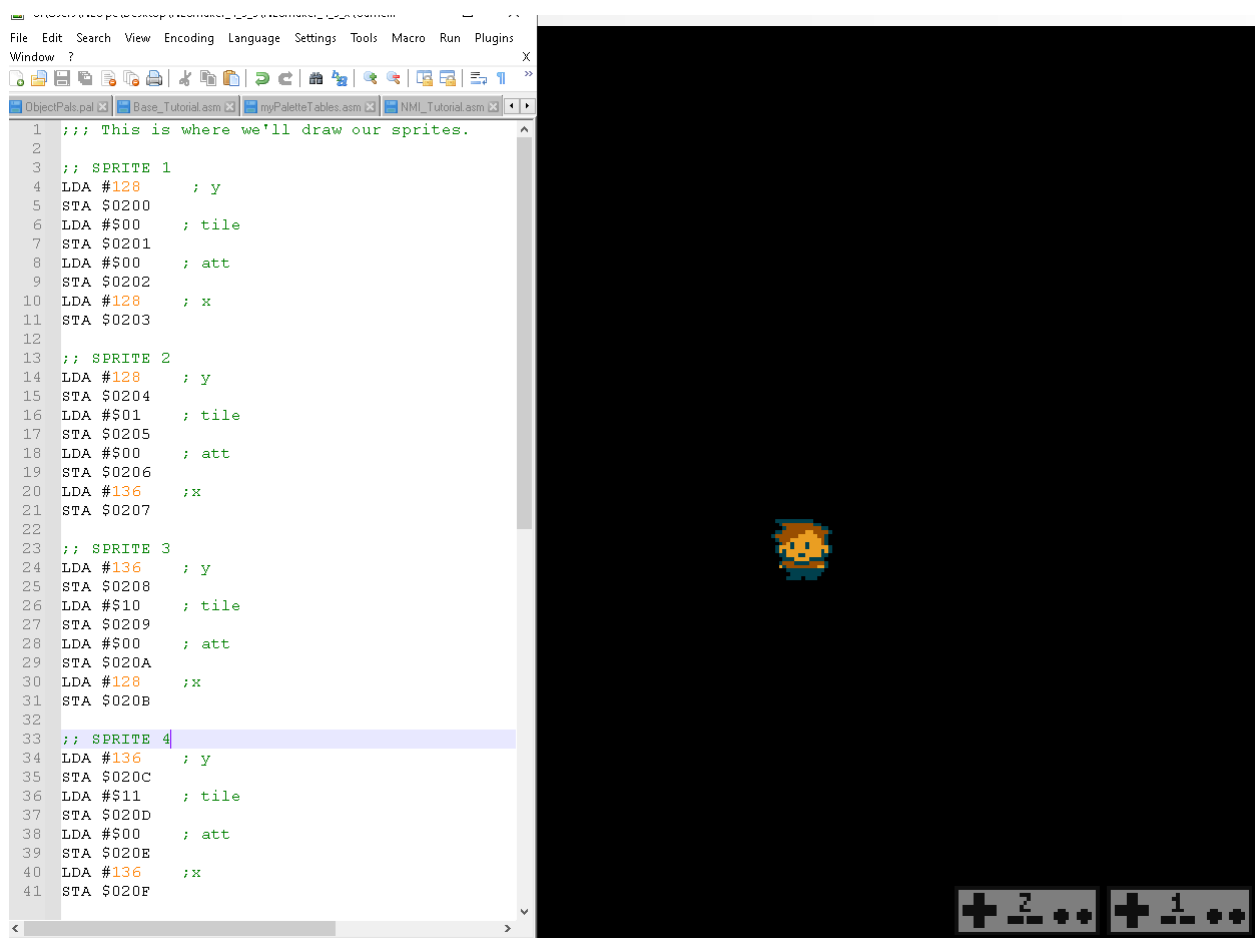 File Edit Search View Encoding Language Settings Tools Macro Run Plugins
Window ? X
ObjectPals.pal Base_Tutorial.asm myPaletteTables.asm NMI_Tutorial.asm
1 ;;; This is where we'll draw our sprites.
2
3 ;; SPRITE 1
4 LDA #128 ; y
5 STA $0200
6 LDA #$00 ; tile
7 STA $0201
8 LDA #$00 ; att
9 STA $0202
10 LDA #128 ; x
11 STA $0203
12
13 ;; SPRITE 2
14 LDA #128 ; y
15 STA $0204
16 LDA #$01 ; tile
17 STA $0205
18 LDA #$00 ; att
19 STA $0206
20 LDA #136 ;x
21 STA $0207
22
23 ;; SPRITE 3
24 LDA #136 ; y
25 STA $0208
26 LDA #$10 ; tile
27 STA $0209
28 LDA #$00 ; att
29 STA $020A
30 LDA #128 ;x
31 STA $020B
32
33 ;; SPRITE 4
34 LDA #136 ; y
35 STA $020C
36 LDA #$11 ; tile
37 STA $020D
38 LDA #$00 ; att
39 STA $020E
40 LDA #136 ;x
41 STA $020F
2 1